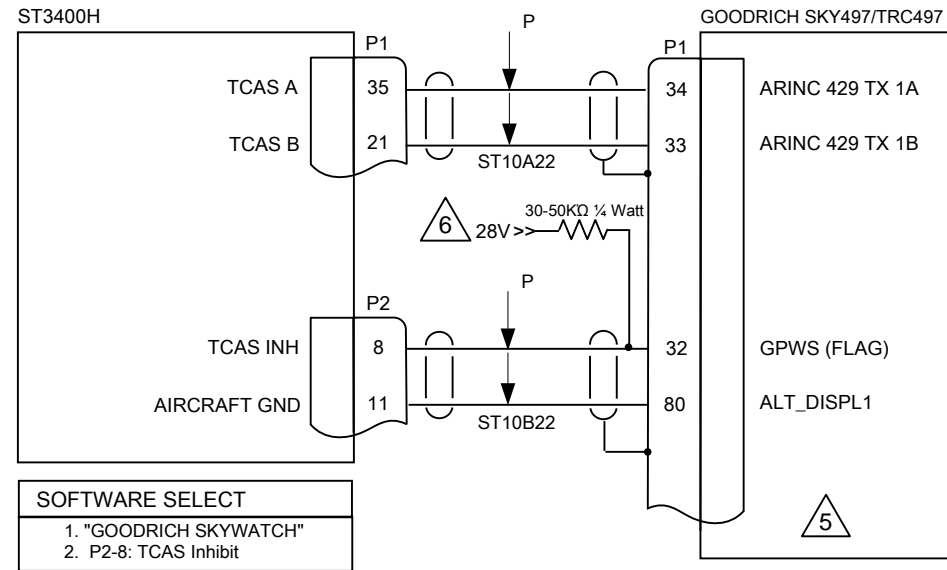 ST3400H
P
GOODRICH SKY497/TRC497
P1
P1
TCAS A
35
34
ARINC 429 TX 1A
TCAS B
21
33
ARINC 429 TX 1B
ST10A22
30-50KΩ ¼ Watt
6
28V >>
P
P2
TCAS INH
8
32
GPWS (FLAG)
AIRCRAFT GND
11
80
ALT_DISPL1
ST10B22
SOFTWARE SELECT
1. "GOODRICH SKYWATCH"
2. P2-8: TCAS Inhibit
5